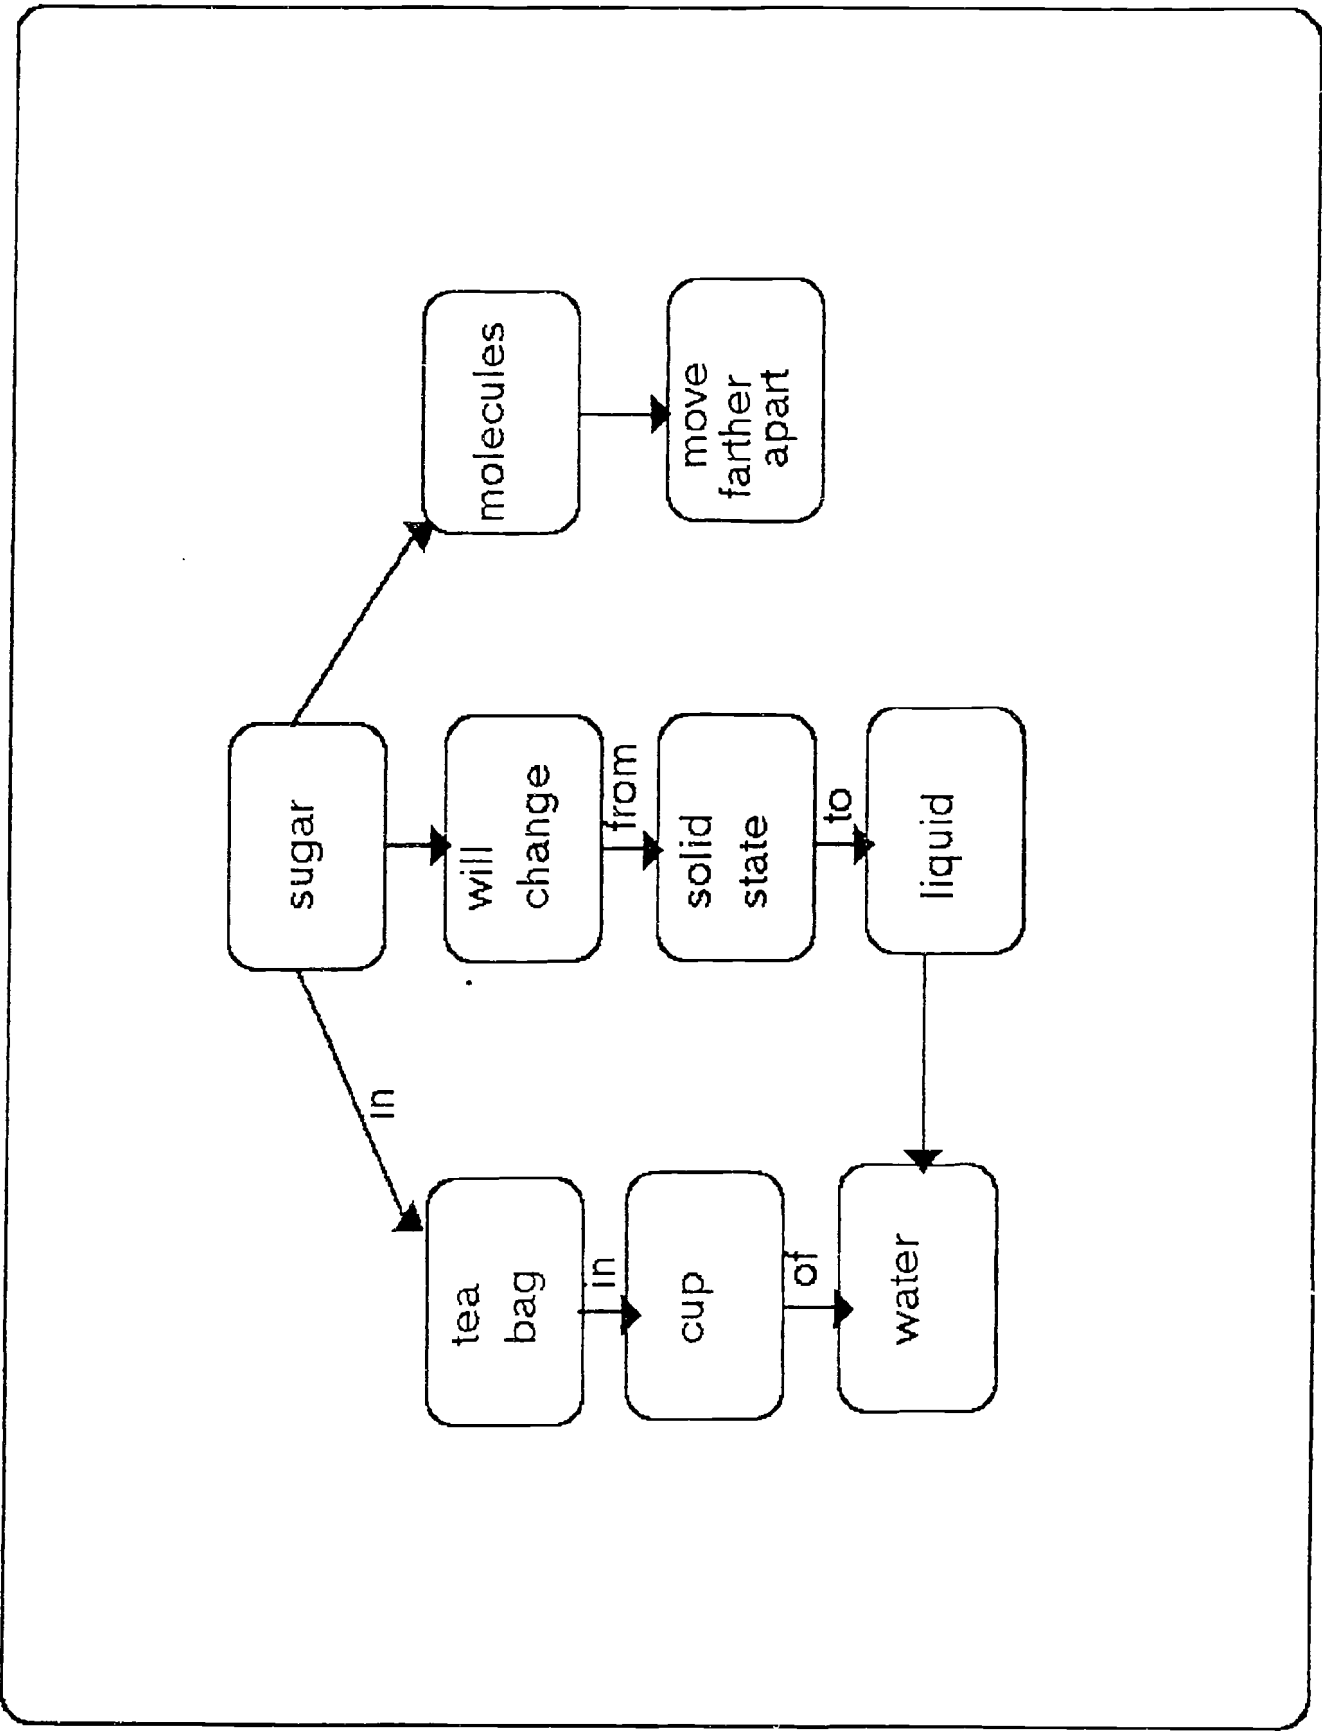 sugar
in
tea
bag
in
cup
of
water
will
change
from
solid
state
to
liquid
molecules
move
farther
apart